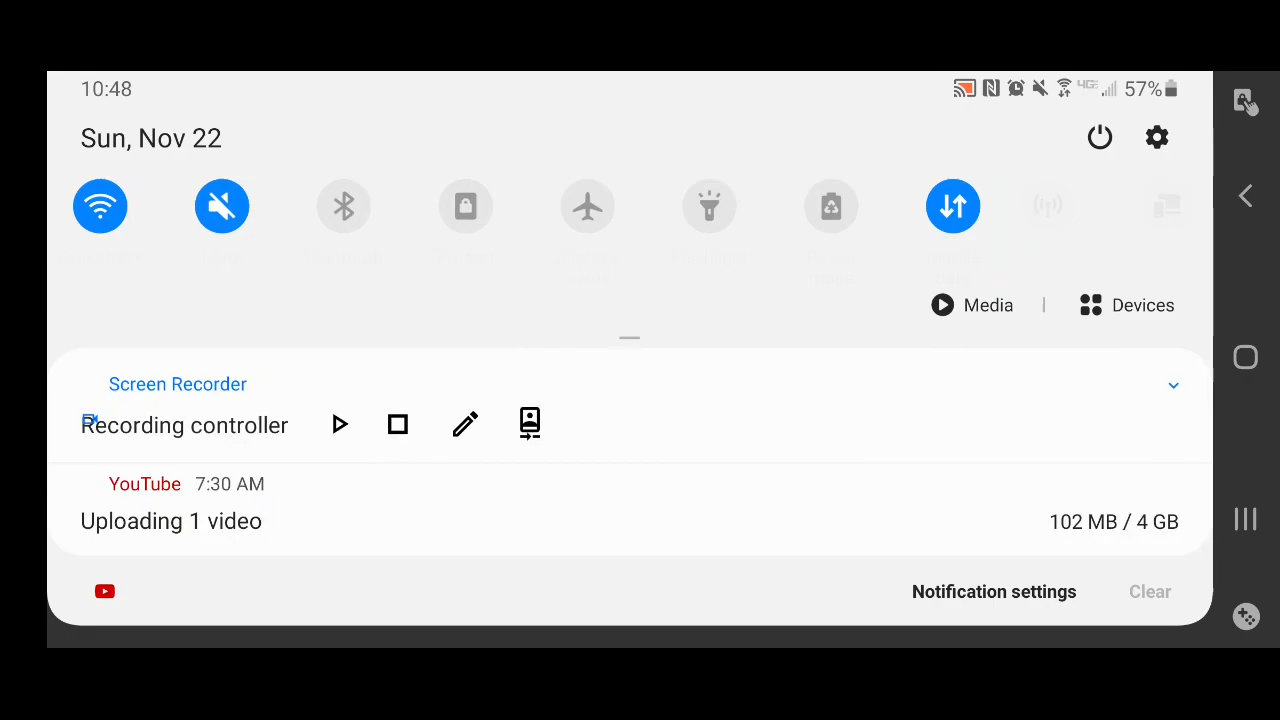 10:48
4GE 57%
Sun, Nov 22
Media | Devices
Screen Recorder
Recording controller
YouTube 7:30 AM
Uploading 1 video
102 MB / 4 GB
Notification settings
Clear